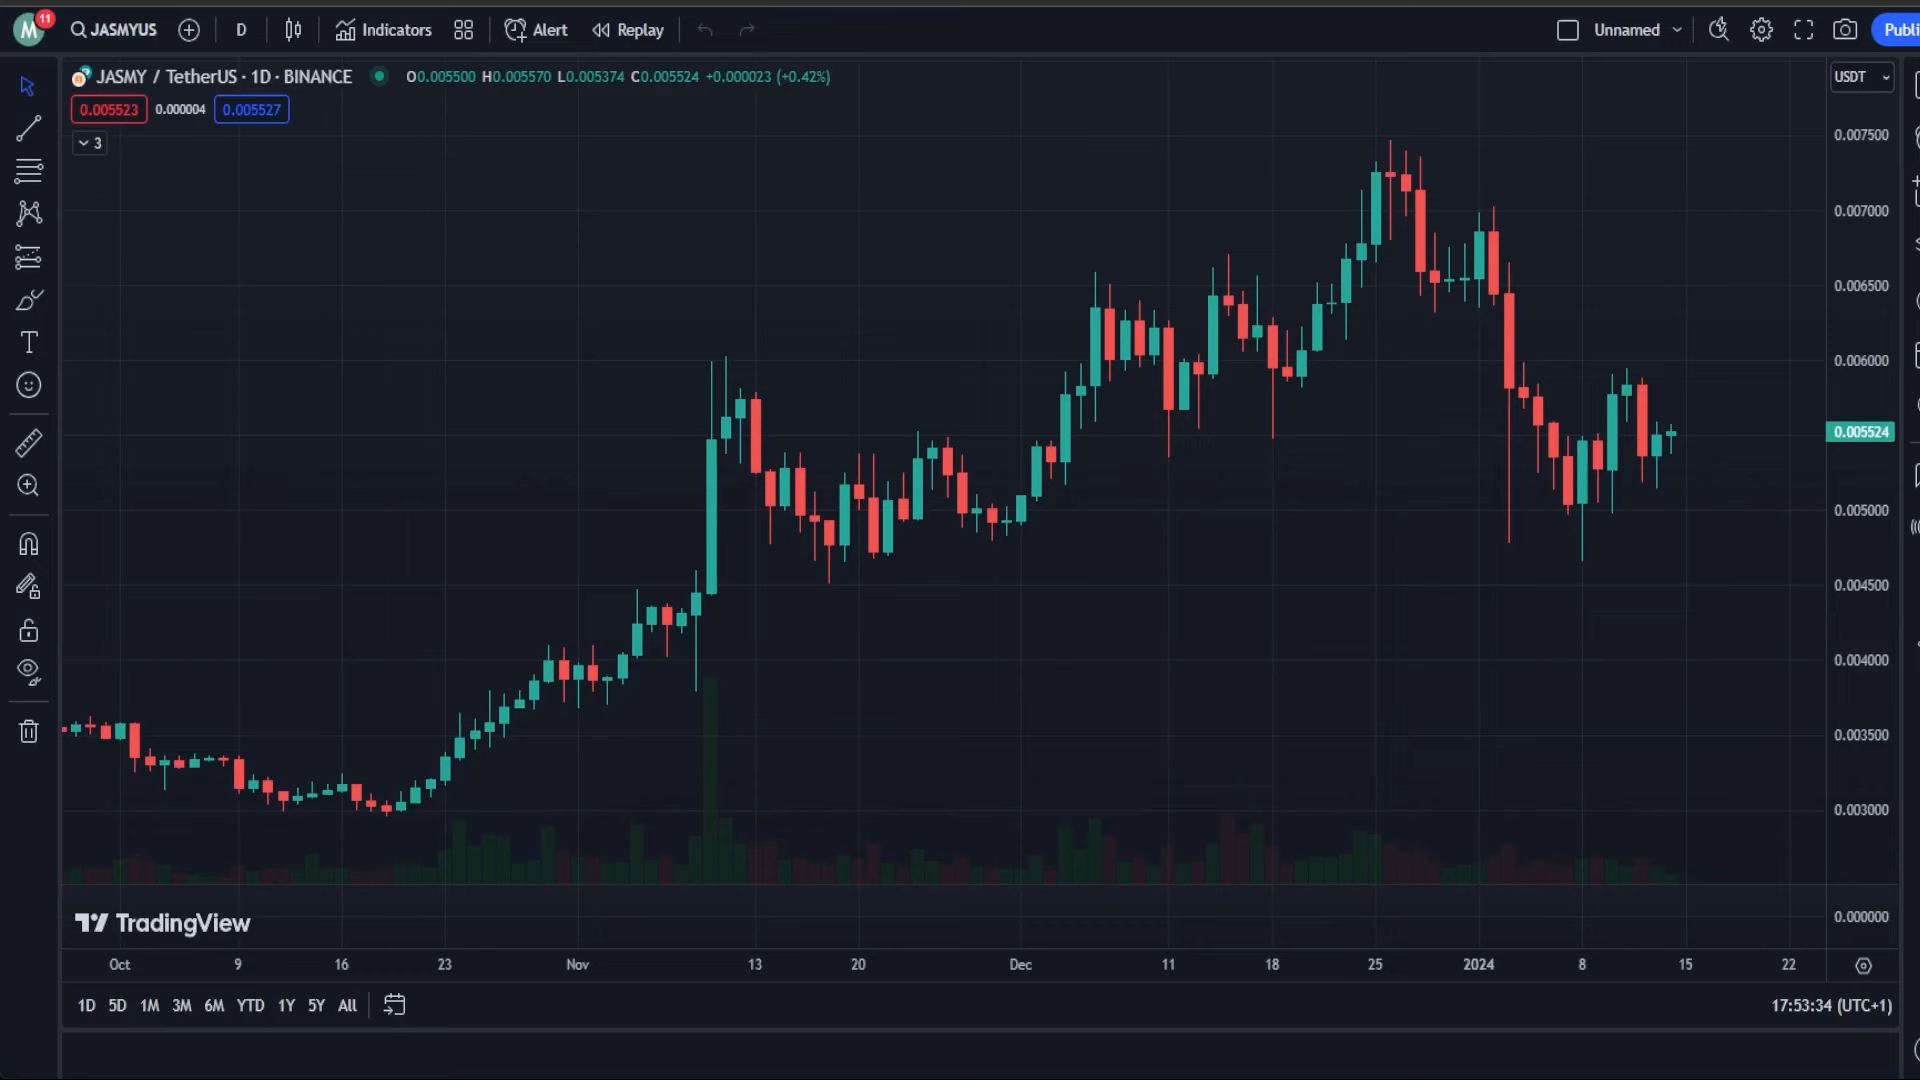 M 11 JASMYUS D Indicators Alert Replay Unnamed Publi
JASMY / TetherUS · 1D · BINANCE O0.005500 H0.005570 L0.005374 C0.005524 +0.000023 (+0.42%) USDT
0.005523 0.000004 0.005527
3
0.007500
0.007000
0.006500
0.006000
0.005524
0.005000
0.004500
0.004000
0.003500
0.003000
0.000000
TradingView
Oct 9 16 23 Nov 13 20 Dec 11 18 25 2024 8 15 22
1D 5D 1M 3M 6M YTD 1Y 5Y All 17:53:34 (UTC+1)